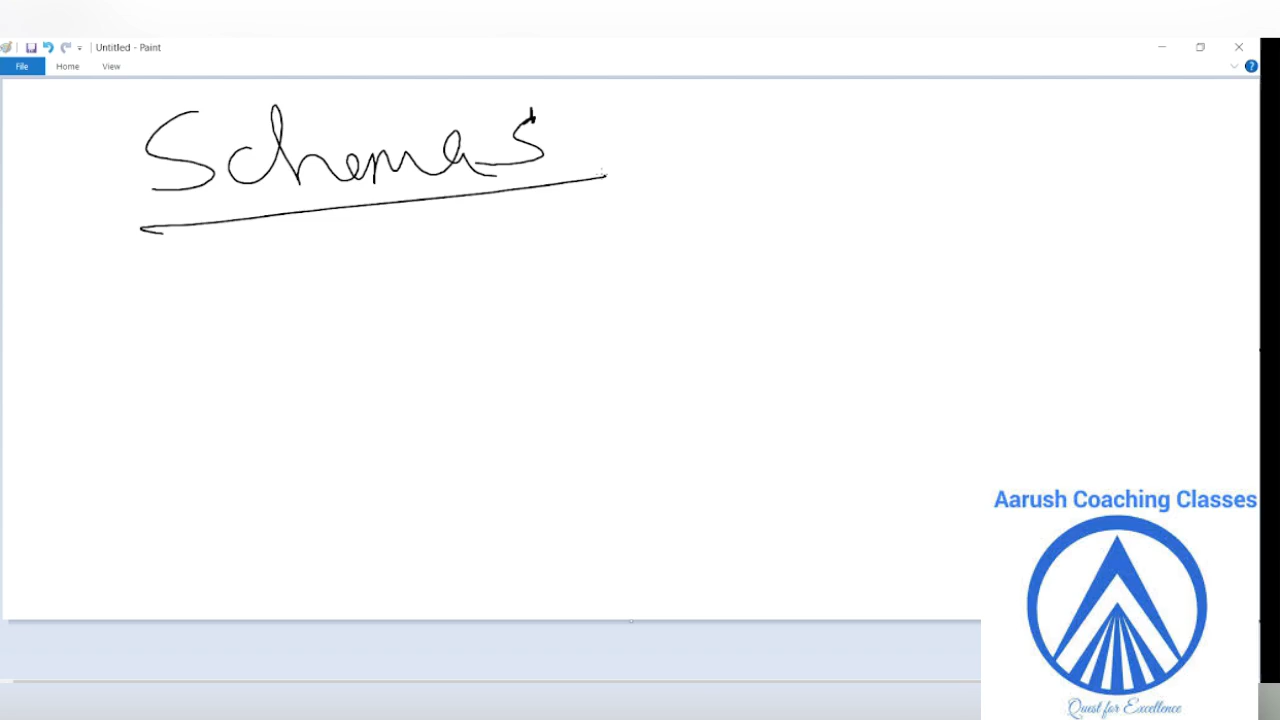 Untitled - Paint
File Home View
Schemas
Aarush Coaching Classes
Quest for Excellence